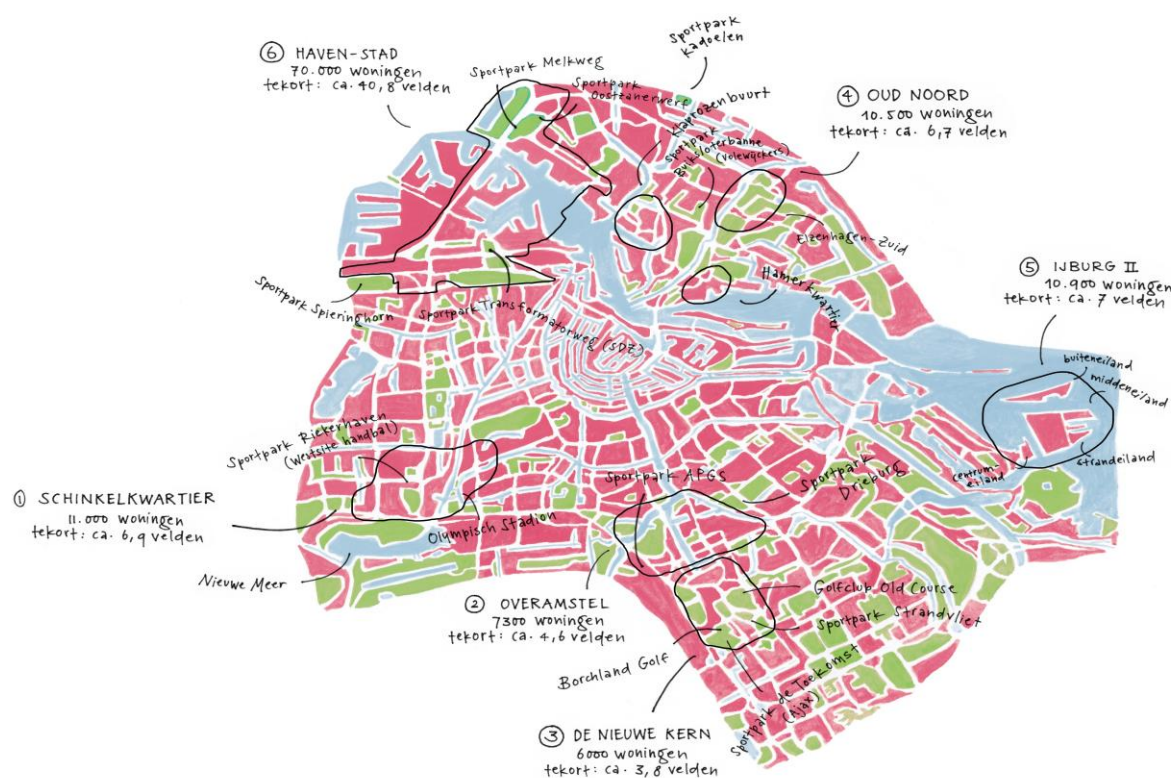 ⑥ HAVEN-STAD
70.000 woningen
tekort: ca. 40,8 velden
Sportpark Melkweg
Sportpark
Oostzanerwerf
Sportpark
Kadoelen
Klaprozenbuurt
Sportpark
Buiksloterbanne
(Volewijckers)
④ OUD NOORD
10.500 woningen
tekort: ca. 6,7 velden
Elzenhagen-Zuid
Hamerkwartier
⑤ IJBURG II
10.900 woningen
tekort: ca. 7 velden
buiteneiland
middeneiland
strandeiland
centrum-
eiland
Sportpark Spieringhorn
Sportpark Transformatorweg (SDZ)
Sportpark Riekerhaven
(Westsite handbal)
① SCHINKELKWARTIER
11.000 woningen
tekort: ca. 6,9 velden
Olympisch Stadion
Nieuwe Meer
Sportpark APGS
Sportpark
Drieburg
② OVERAMSTEL
7300 woningen
tekort: ca. 4,6 velden
Golfclub Old Course
Sportpark Strandvliet
Borchland Golf
Sportpark de Toekomst
(Ajax)
③ DE NIEUWE KERN
6000 woningen
tekort: ca. 3,8 velden